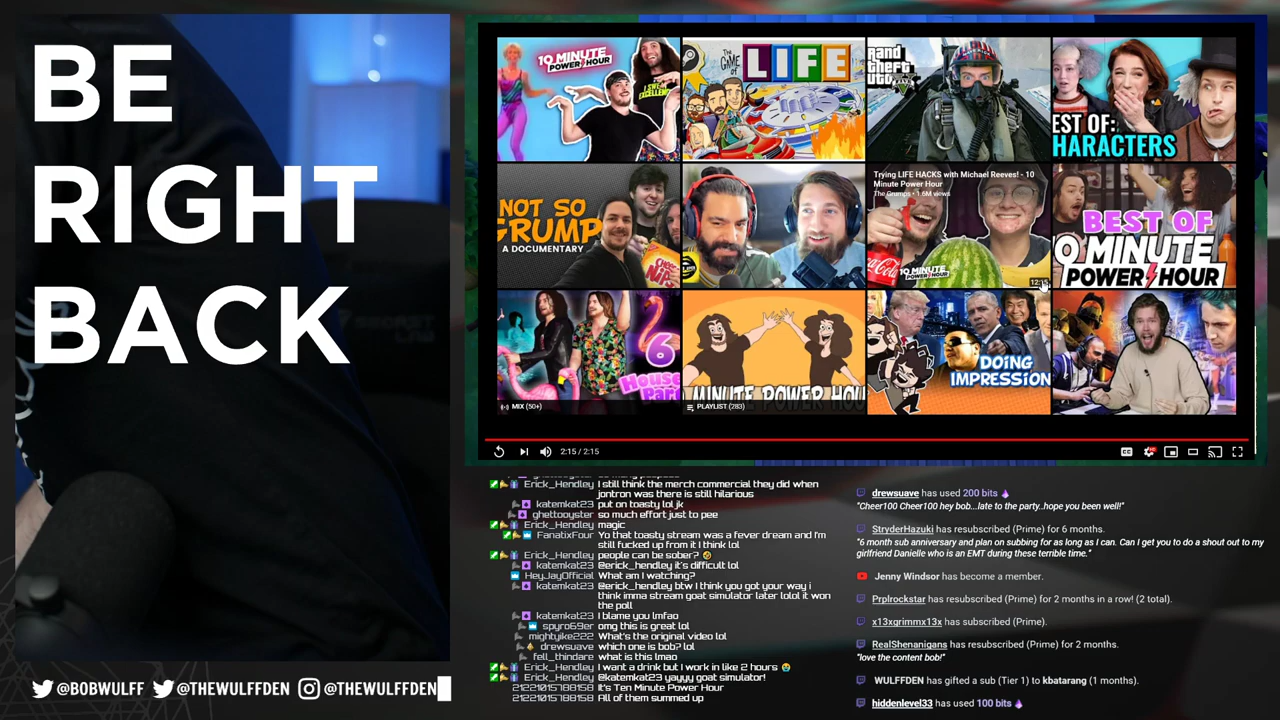 BE
RIGHT
BACK
@BOBWULFF @THEWULFFDEN @THEWULFFDEN
10 MINUTE
POWER HOUR
THE
GAME
OF
LIFE
Rand
theft
uto
EST OF:
HARACTERS
NOT SO
GRUMP
A DOCUMENTARY
Trying LIFE HACKS with Michael Reeves! - 10
Minute Power Hour
The Grumps • 1.6M views
Coca
10 MINUTE
POWER HOUR
BEST OF
0 MINUTE
POWER HOUR
6
House
Party
MIX (50+)
MINUTE POWER HOU
PLAYLIST (283)
DOING
IMPRESSION
2:15 / 2:15
Erick_Hendley I still think the merch commercial they did when
jontron was there is still hilarious
katemkat23 put on toasty lol jk
ghettooyster so much effort just to pee
Erick_Hendley magic
FanatixFour Yo that toasty stream was a fever dream and I'm
still fucked up from it I think lol
Erick_Hendley people can be sober? 🤣
katemkat23 @erick_hendley it's difficult lol
HeyJayOfficial What am I watching?
katemkat23 @erick_hendley btw I think you got your way i
think imma stream goat simulator later lolol it won
the poll
katemkat23 I blame you lmfao
spyro69er omg this is great lol
mightyike222 What's the original video lol
drewsuave which one is bob? lol
fell_thindare what is this lmao
Erick_Hendley I want a drink but I work in like 2 hours 😭
Erick_Hendley @katemkat23 yayyy goat simulator!
21221015788158 it's Ten Minute Power Hour
21221015788158 All of them summed up
drewsuave has used 200 bits
"Cheer100 Cheer100 hey bob...late to the party..hope you been well!!"
StryderHazuki has resubscribed (Prime) for 6 months.
"6 month sub anniversary and plan on subbing for as long as I can. Can I get you to do a shout out to my
girlfriend Danielle who is an EMT during these terrible time."
Jenny Windsor has become a member.
Prplrockstar has resubscribed (Prime) for 2 months in a row! (2 total).
x13xgrimmx13x has subscribed (Prime).
RealShenanigans has resubscribed (Prime) for 2 months.
"love the content bob!"
WULFFDEN has gifted a sub (Tier 1) to kbatarang (1 months).
hiddenlevel33 has used 100 bits